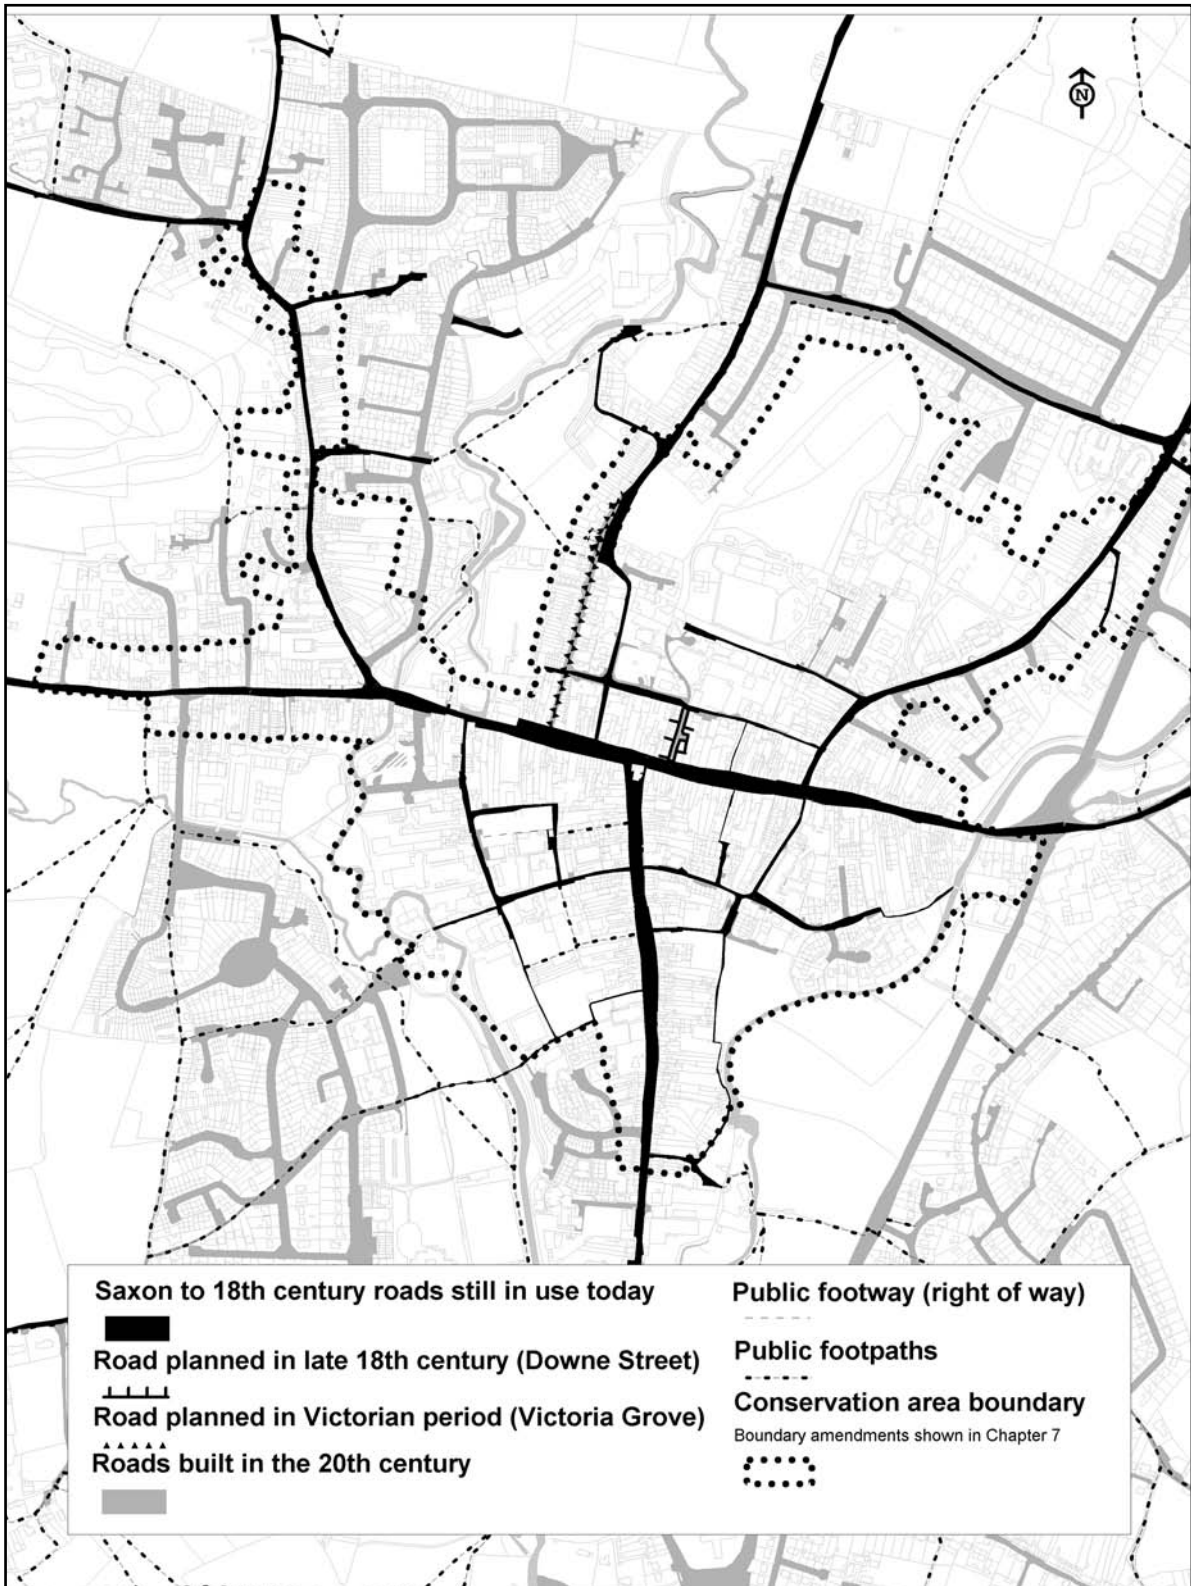 N
Saxon to 18th century roads still in use today
Road planned in late 18th century (Downe Street)
Road planned in Victorian period (Victoria Grove)
Roads built in the 20th century
Public footway (right of way)
Public footpaths
Conservation area boundary
Boundary amendments shown in Chapter 7